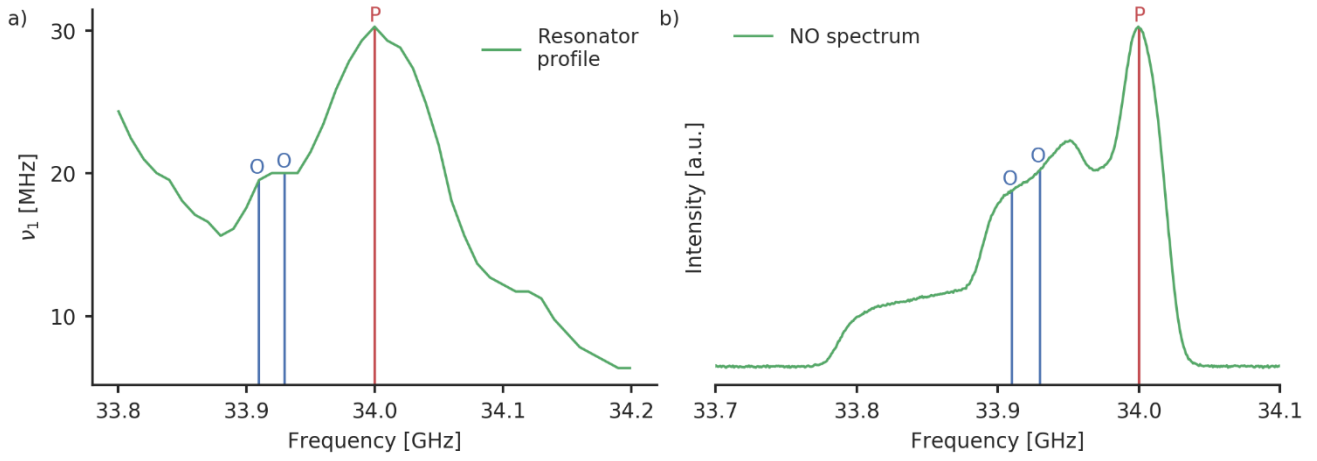 a)
P
30
Resonator
profile
O O
20
10
ν₁ [MHz]
33.8 33.9 34.0 34.1 34.2
Frequency [GHz]
b)
P
NO spectrum
O O
Intensity [a.u.]
33.7 33.8 33.9 34.0 34.1
Frequency [GHz]